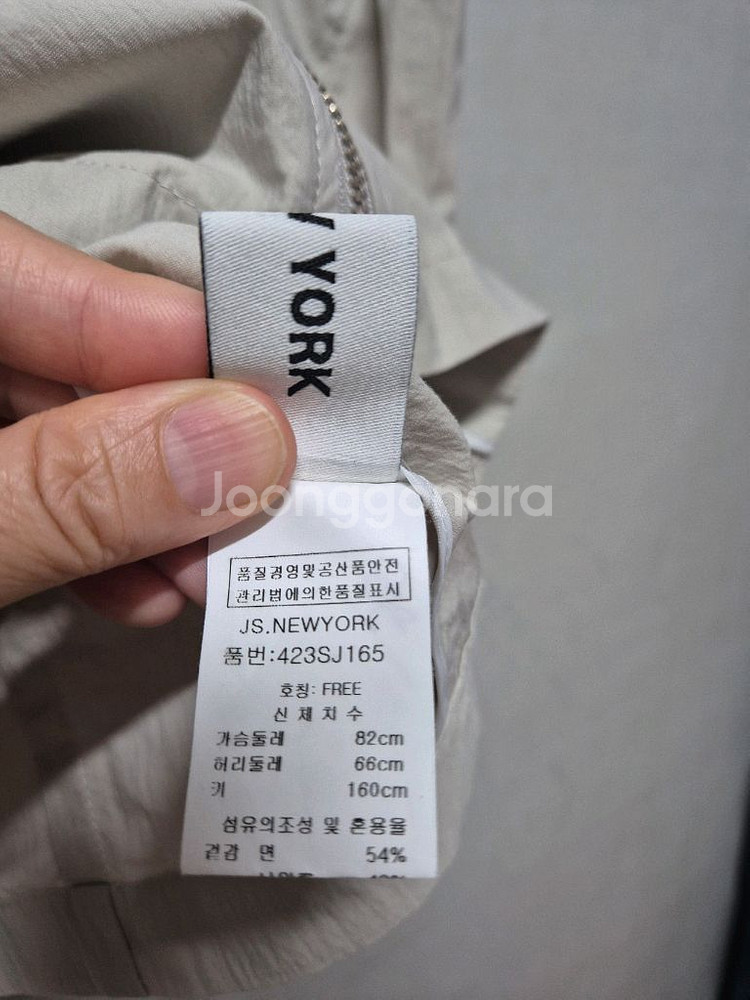 YORK
Joonggonara
품질경영및공산품안전
관리법에의한품질표시
JS.NEWYORK
품번:423SJ165
호칭: FREE
신 체 치 수
가슴둘레 82cm
허리둘레 66cm
키 160cm
섬유의조성 및 혼용율
겉감 면 54%